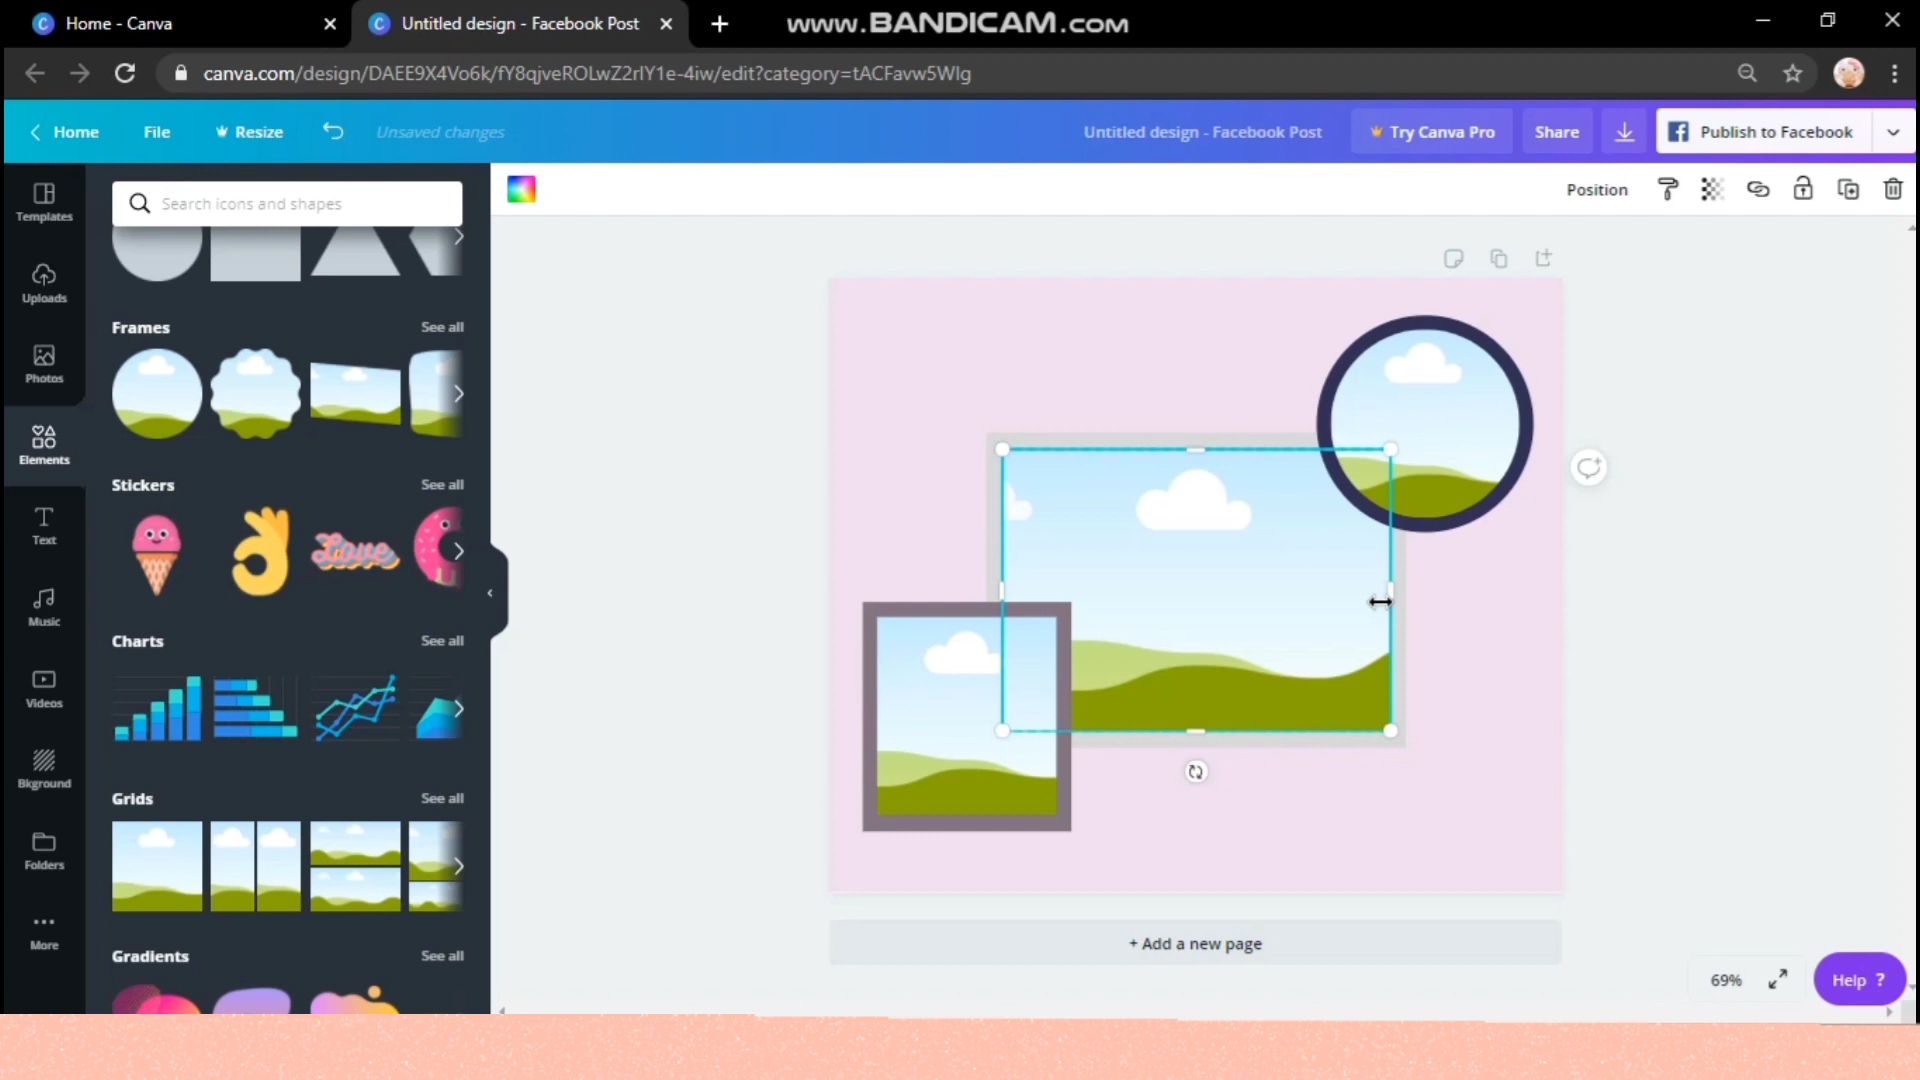 Home - Canva
Untitled design - Facebook Post
www.BANDICAM.com
canva.com/design/DAEE9X4Vo6k/fY8qjveROLwZ2rlY1e-4iw/edit?category=tACFavw5WIg
Home
File
Resize
Unsaved changes
Untitled design - Facebook Post
Try Canva Pro
Share
Publish to Facebook
Templates
Uploads
Photos
Elements
Text
Music
Videos
Bkground
Folders
More
Search icons and shapes
Frames
See all
Stickers
See all
Love
Charts
See all
Grids
See all
Gradients
See all
Position
+ Add a new page
69%
Help ?